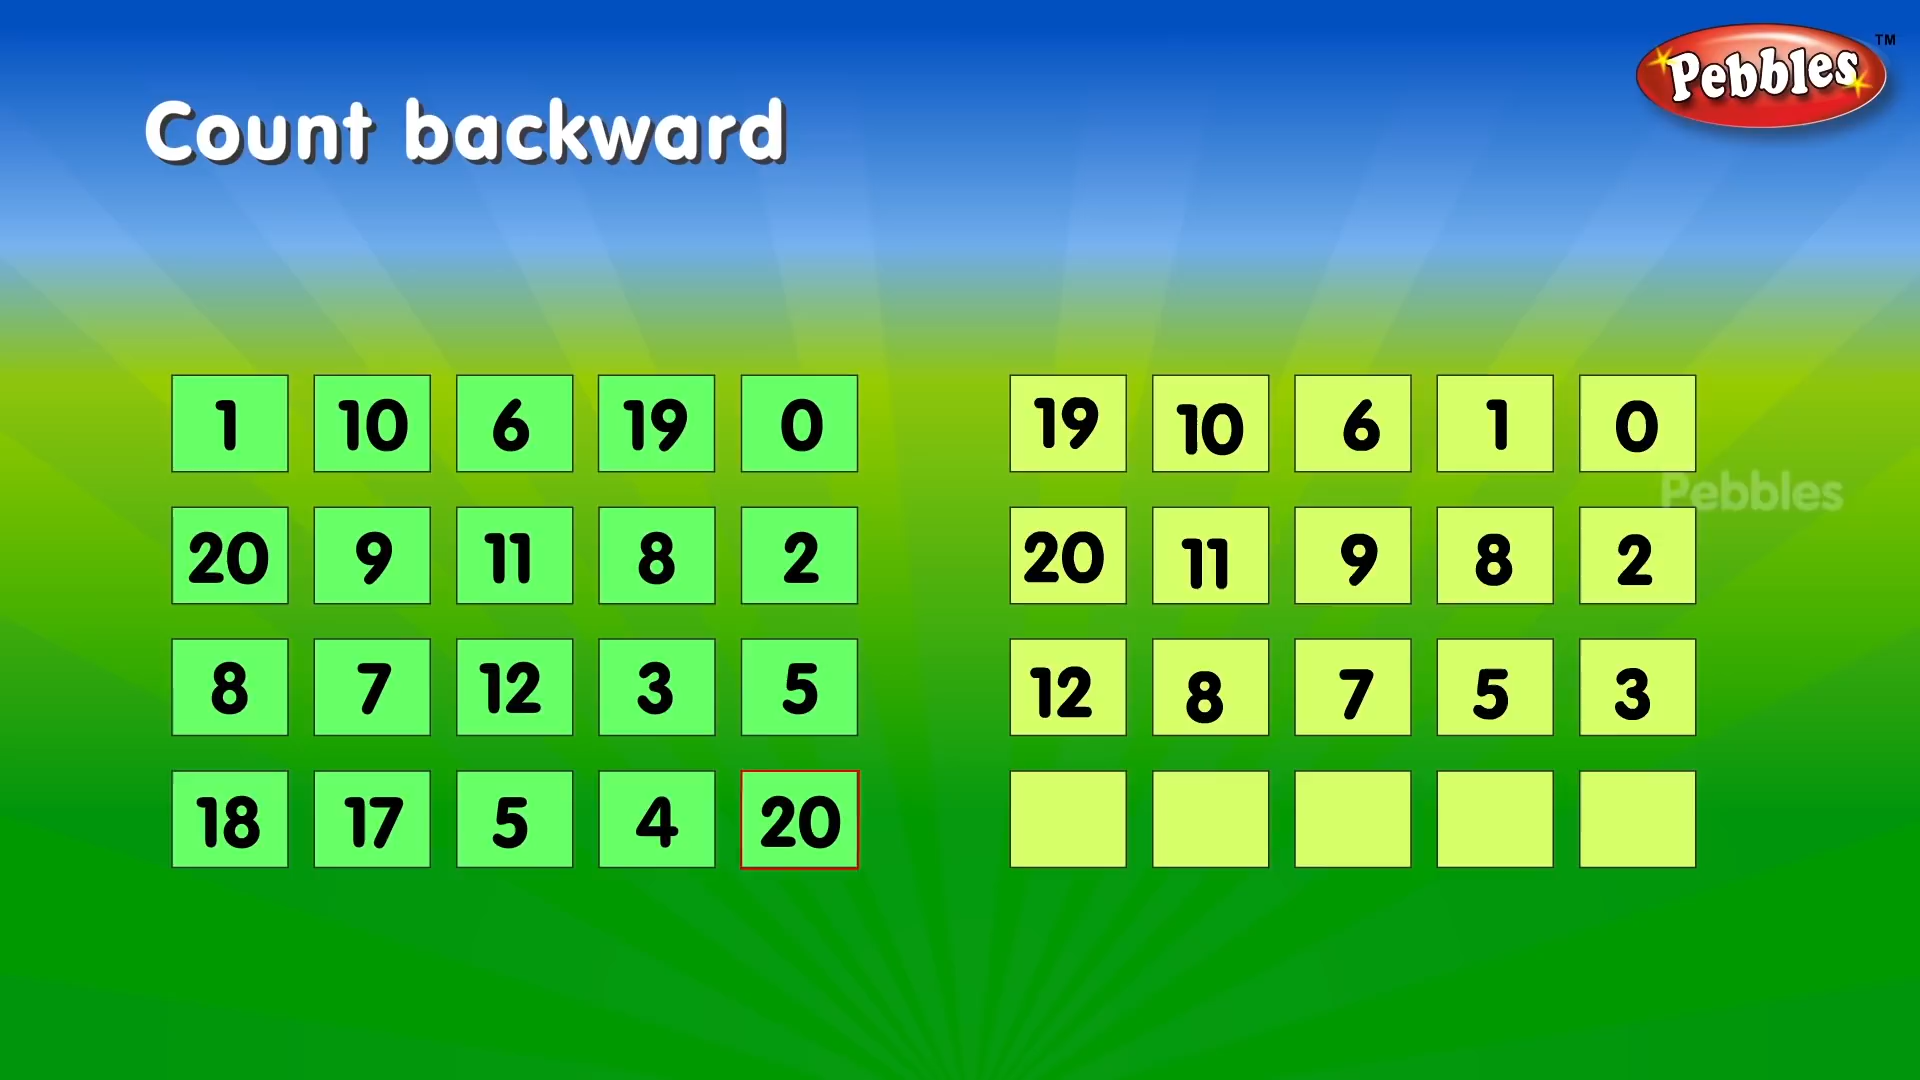 Pebbles™
Count backward
1 10 6 19 0 19 10 6 1 0
Pebbles
20 9 11 8 2 20 11 9 8 2
8 7 12 3 5 12 8 7 5 3
18 17 5 4 20